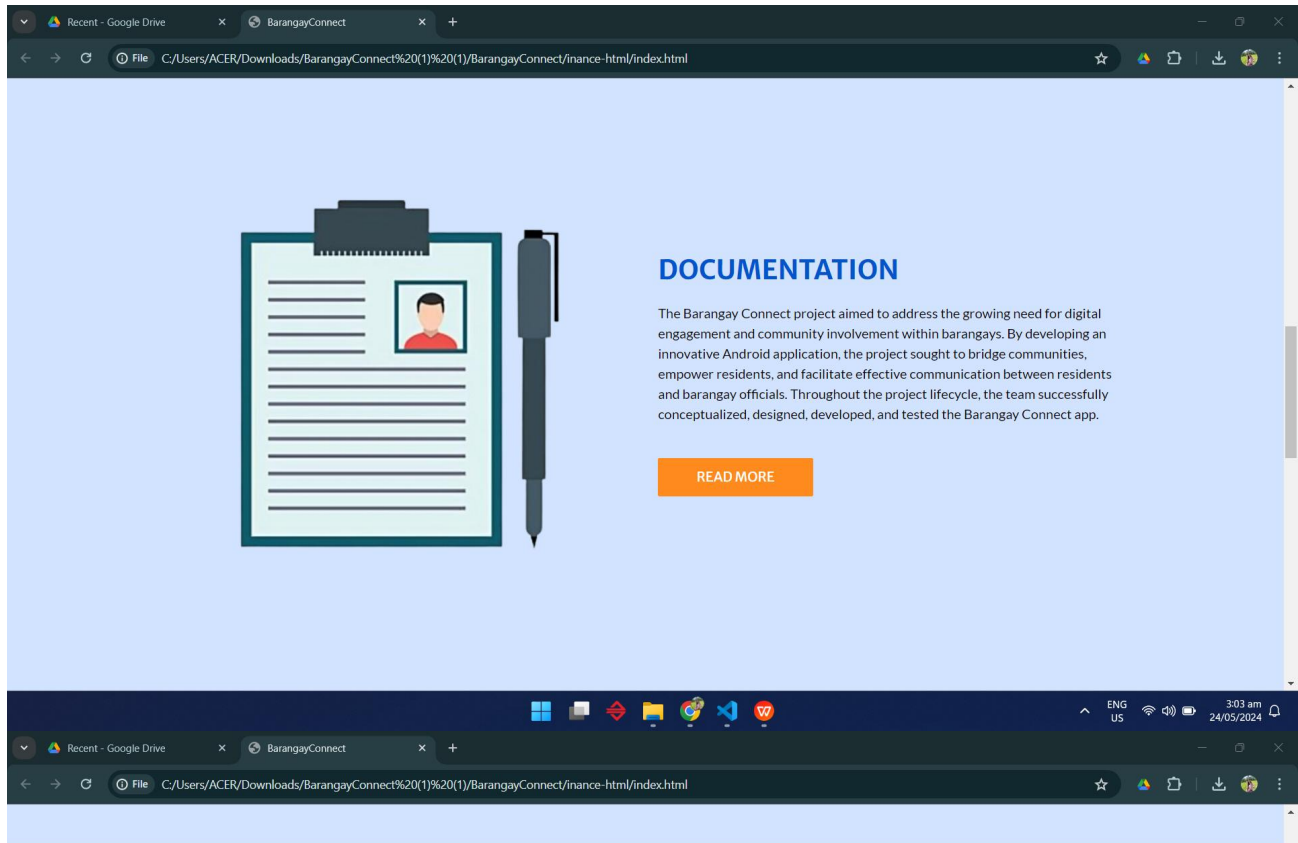 Recent - Google Drive
BarangayConnect
File
C:/Users/ACER/Downloads/BarangayConnect%20(1)%20(1)/BarangayConnect/inance-html/index.html
DOCUMENTATION
The Barangay Connect project aimed to address the growing need for digital
engagement and community involvement within barangays. By developing an
innovative Android application, the project sought to bridge communities,
empower residents, and facilitate effective communication between residents
and barangay officials. Throughout the project lifecycle, the team successfully
conceptualized, designed, developed, and tested the Barangay Connect app.
READ MORE
ENG
US
3:03 am
24/05/2024
Recent - Google Drive
BarangayConnect
File
C:/Users/ACER/Downloads/BarangayConnect%20(1)%20(1)/BarangayConnect/inance-html/index.html